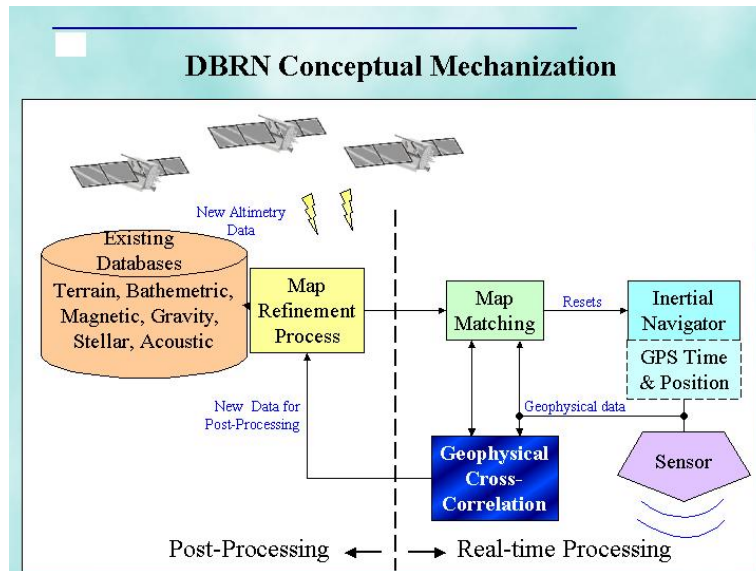 DBRN Conceptual Mechanization
New Altimetry
Data
Existing
Databases
Terrain, Bathemetric,
Magnetic, Gravity,
Stellar, Acoustic
Map
Refinement
Process
Map
Matching
Resets
Inertial
Navigator
GPS Time
& Position
New Data for
Post-Processing
Geophysical data
Geophysical
Cross-
Correlation
Sensor
Post-Processing
Real-time Processing